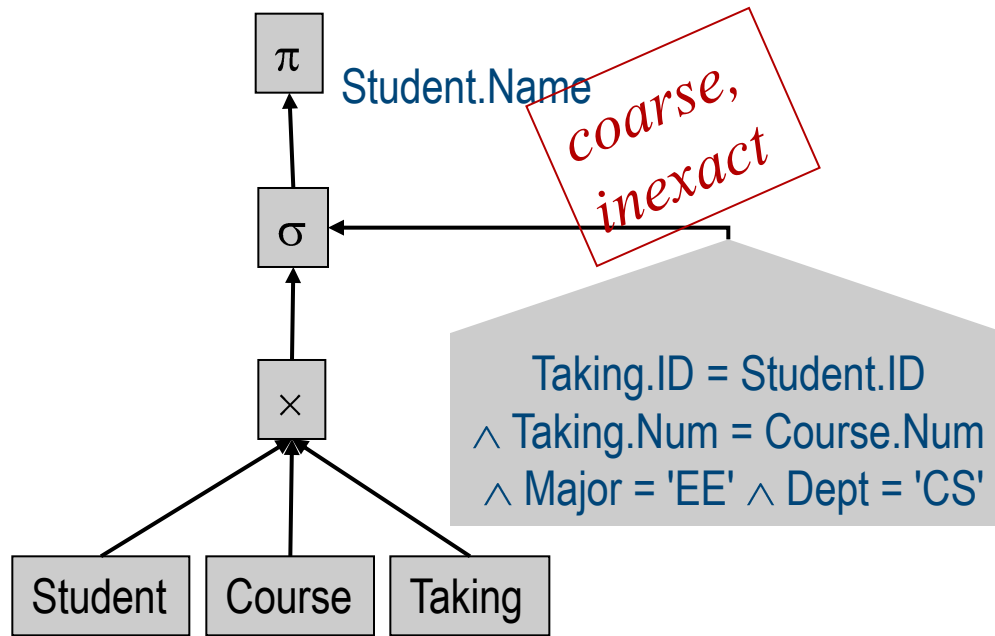 π
Student.Name
coarse,
inexact
σ
×
Taking.ID = Student.ID
∧ Taking.Num = Course.Num
∧ Major = 'EE' ∧ Dept = 'CS'
Student
Course
Taking